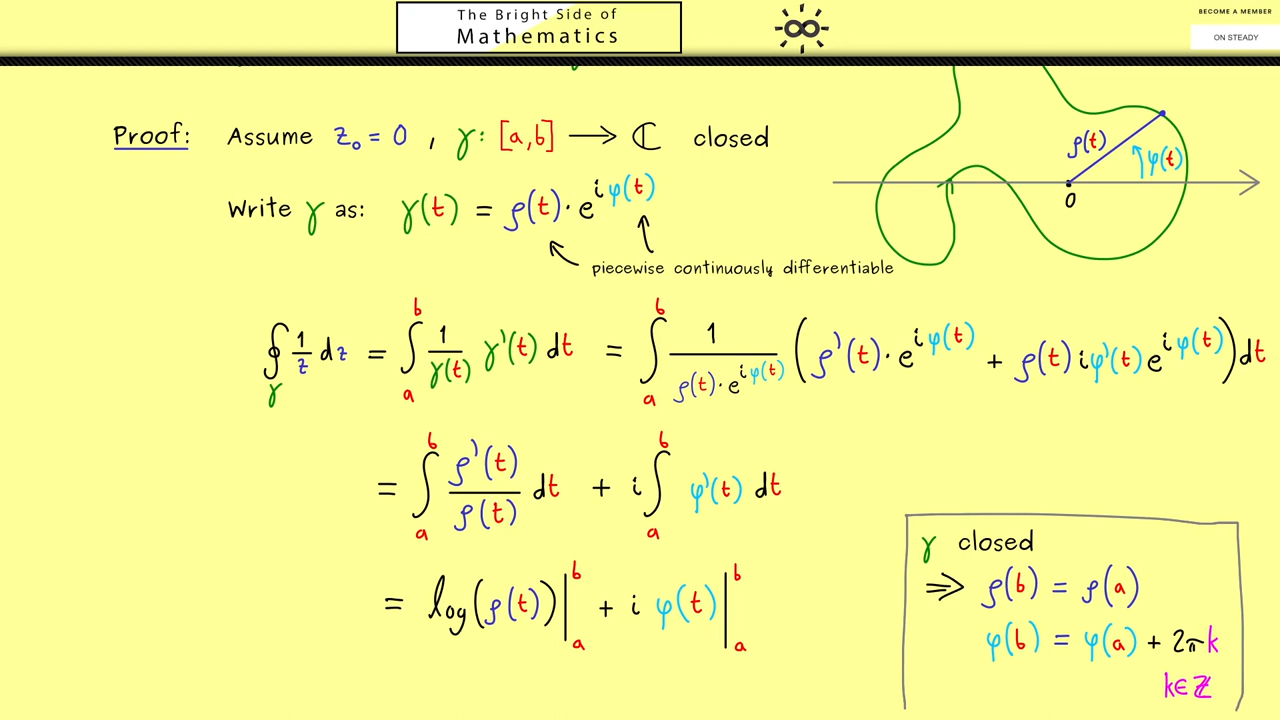 The Bright Side of
Mathematics
BECOME A MEMBER
ON STEADY
Proof: Assume z₀ = 0 , γ: [a,b] ⟶ ℂ closed
ρ(t)
φ(t)
0
Write γ as: γ(t) = ρ(t) · e^{iφ(t)}
piecewise continuously differentiable
∮_γ 1/z dz = ∫_a^b 1/γ(t) γ'(t) dt = ∫_a^b 1/(ρ(t)·e^{iφ(t)}) (ρ'(t)·e^{iφ(t)} + ρ(t) iφ'(t) e^{iφ(t)}) dt
= ∫_a^b ρ'(t)/ρ(t) dt + i ∫_a^b φ'(t) dt
= log(ρ(t)) |_a^b + i φ(t) |_a^b
γ closed
⟹ ρ(b) = ρ(a)
φ(b) = φ(a) + 2πk
k∈ℤ